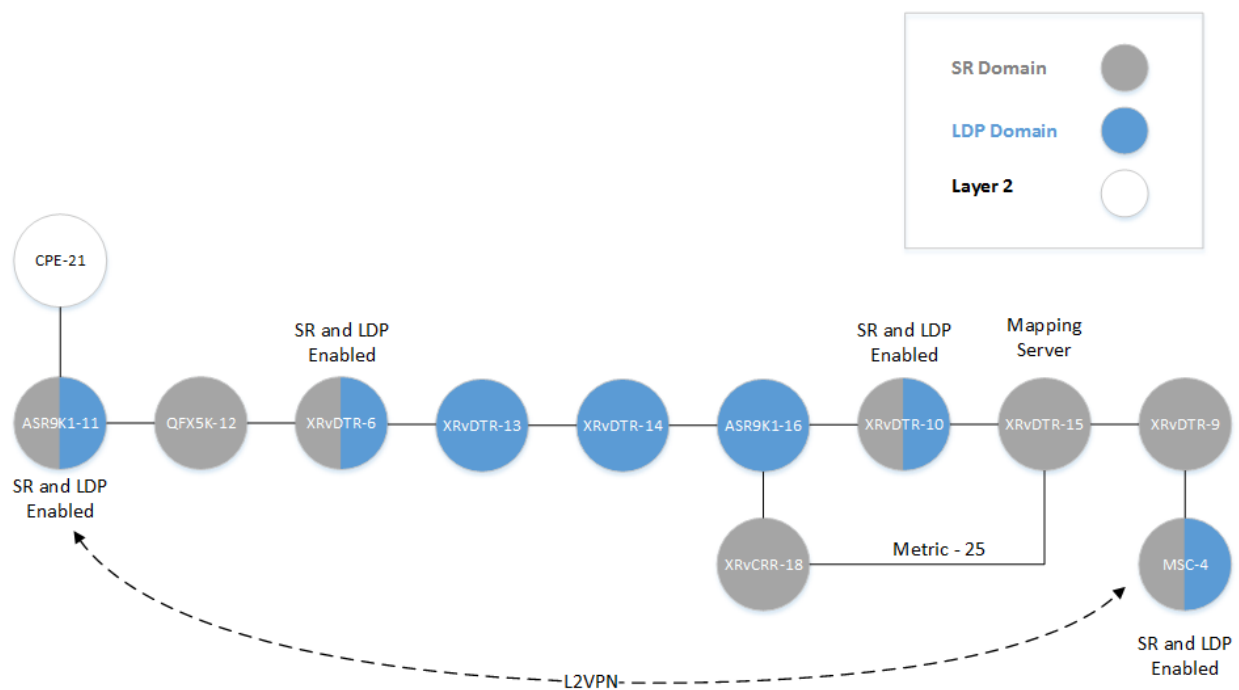 SR Domain
LDP Domain
Layer 2
CPE-21
SR and LDP
Enabled
SR and LDP
Enabled
Mapping
Server
ASR9K1-11
QFX5K-12
XRvDTR-6
XRvDTR-13
XRvDTR-14
ASR9K1-16
XRvDTR-10
XRvDTR-15
XRvDTR-9
SR and LDP
Enabled
XRvCRR-18
Metric - 25
MSC-4
SR and LDP
Enabled
L2VPN